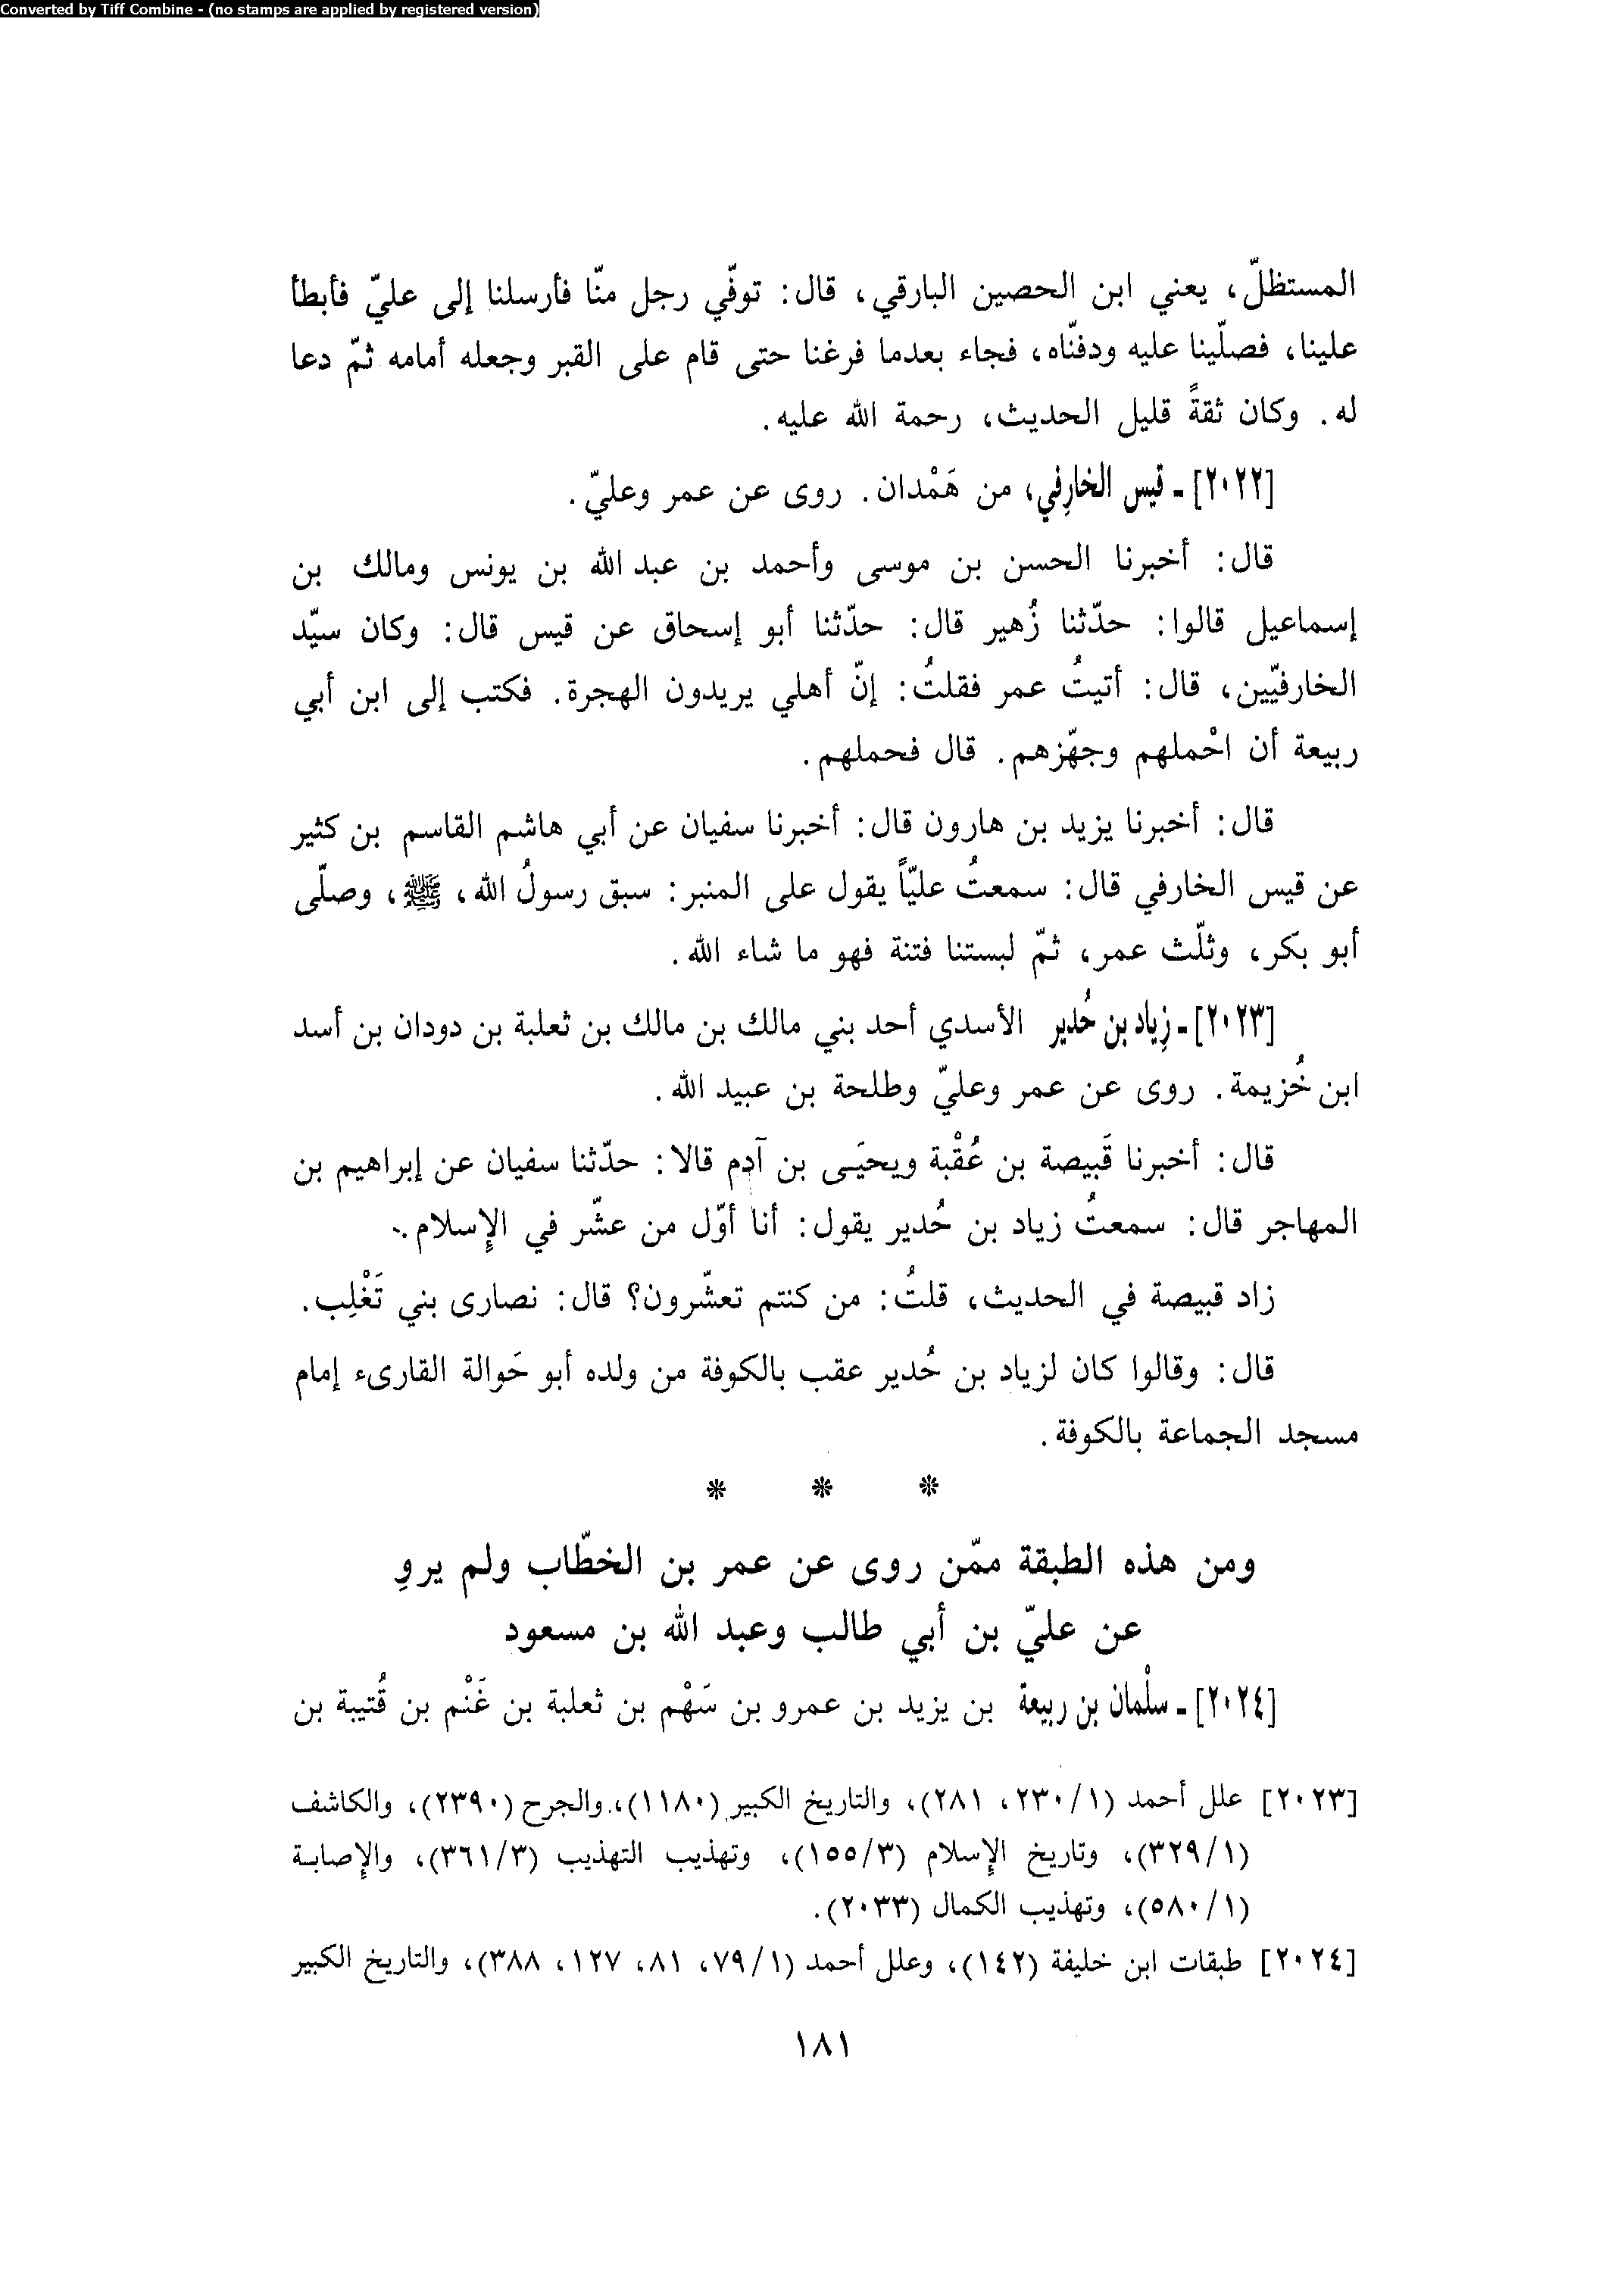 Converted by Tiff Combine - (no stamps are applied by registered version)
المستظلّ، يعني ابن الحصين البارقي، قال: توفّي رجل منّا فأرسلنا إلى عليّ فأبطأ
علينا، فصلّينا عليه ودفنّاه، فجاء بعدما فرغنا حتى قام على القبر وجعله أمامه ثمّ دعا
له. وكان ثقةً قليل الحديث، رحمة الله عليه.
[٢٠٢٢] ـ قيس الخارِفي، من هَمْدان. روى عن عمر وعليّ.
قال: أخبرنا الحسن بن موسى وأحمد بن عبد الله بن يونس ومالك بن
إسماعيل قالوا: حدّثنا زُهير قال: حدّثنا أبو إسحاق عن قيس قال: وكان سيّد
الخارفيّين، قال: أتيتُ عمر فقلتُ: إنّ أهلي يريدون الهجرة. فكتب إلى ابن أبي
ربيعة أن احْملهم وجهّزهم. قال فحملهم.
قال: أخبرنا يزيد بن هارون قال: أخبرنا سفيان عن أبي هاشم القاسم بن كثير
عن قيس الخارفي قال: سمعتُ عليّاً يقول على المنبر: سبق رسولُ الله، ﷺ، وصلّى
أبو بكر، وثلّث عمر، ثمّ لبستنا فتنة فهو ما شاء الله.
[٢٠٢٣] ـ زِياد بن حُدير الأسدي أحد بني مالك بن مالك بن ثعلبة بن دودان بن أسد
ابن خُزيمة. روى عن عمر وعليّ وطلحة بن عبيد الله.
قال: أخبرنا قَبيصة بن عُقْبة ويحيَى بن آدم قالا: حدّثنا سفيان عن إبراهيم بن
المهاجر قال: سمعتُ زياد بن حُدير يقول: أنا أوّل من عشّر في الإسلام.
زاد قبيصة في الحديث، قلتُ: من كنتم تعشّرون؟ قال: نصارى بني تَغْلِب.
قال: وقالوا كان لزياد بن حُدير عقب بالكوفة من ولده أبو حَوالة القارىء إمام
مسجد الجماعة بالكوفة.
* * *
ومن هذه الطبقة ممّن روى عن عمر بن الخطّاب ولم يروِ
عن عليّ بن أبي طالب وعبد الله بن مسعود
[٢٠٢٤] ـ سلْمان بن ربيعة بن يزيد بن عمرو بن سَهْم بن ثعلبة بن غَنْم بن قُتيبة بن
[٢٠٢٣] علل أحمد (١/ ٢٣٠، ٢٨١)، والتاريخ الكبير (١١٨٠)، والجرح (٢٣٩٠)، والكاشف
(١/ ٣٢٩)، وتاريخ الإسلام (٣/ ١٥٥)، وتهذيب التهذيب (٣/ ٣٦١)، والإصابة
(١/ ٥٨٠)، وتهذيب الكمال (٢٠٣٣).
[٢٠٢٤] طبقات ابن خليفة (١٤٢)، وعلل أحمد (١/ ٧٩، ٨١، ١٢٧، ٣٨٨)، والتاريخ الكبير
١٨١